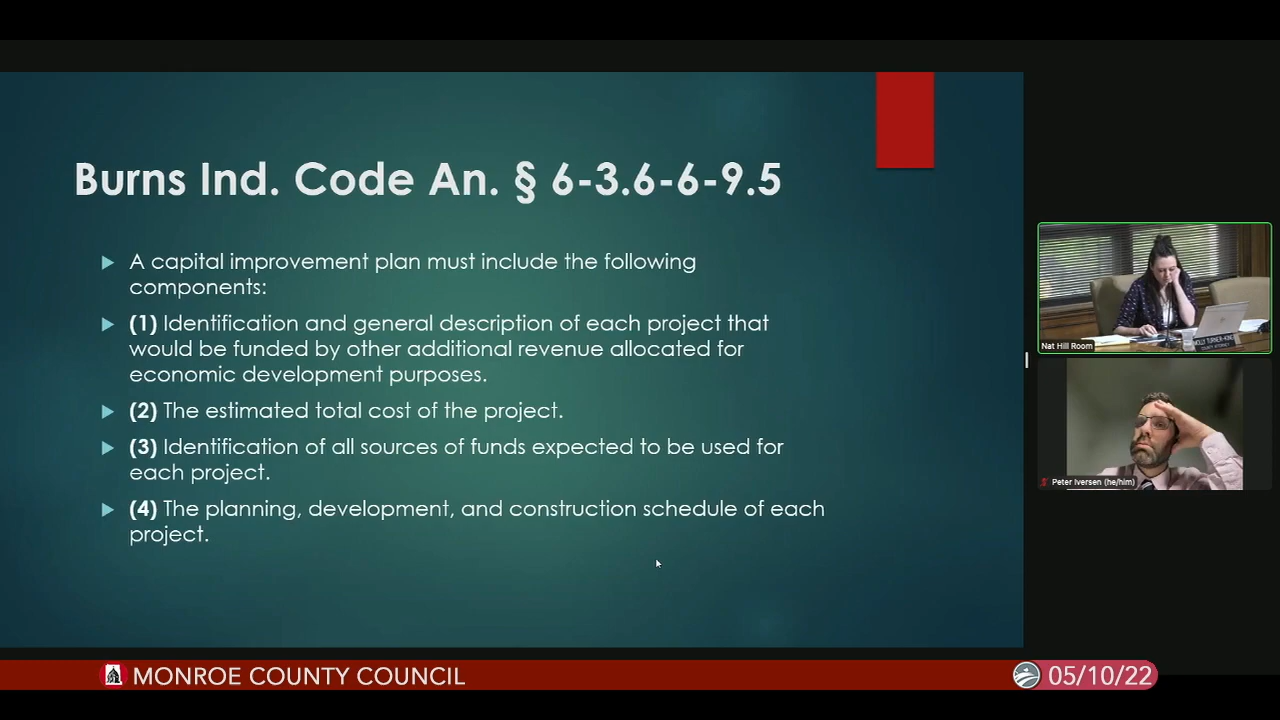 Burns Ind. Code An. § 6-3.6-6-9.5
A capital improvement plan must include the following
components:
(1) Identification and general description of each project that
would be funded by other additional revenue allocated for
economic development purposes.
(2) The estimated total cost of the project.
(3) Identification of all sources of funds expected to be used for
each project.
(4) The planning, development, and construction schedule of each
project.
Nat Hill Room
COUNTY ATTORNEY
Peter Iversen (he/him)
MONROE COUNTY COUNCIL
05/10/22